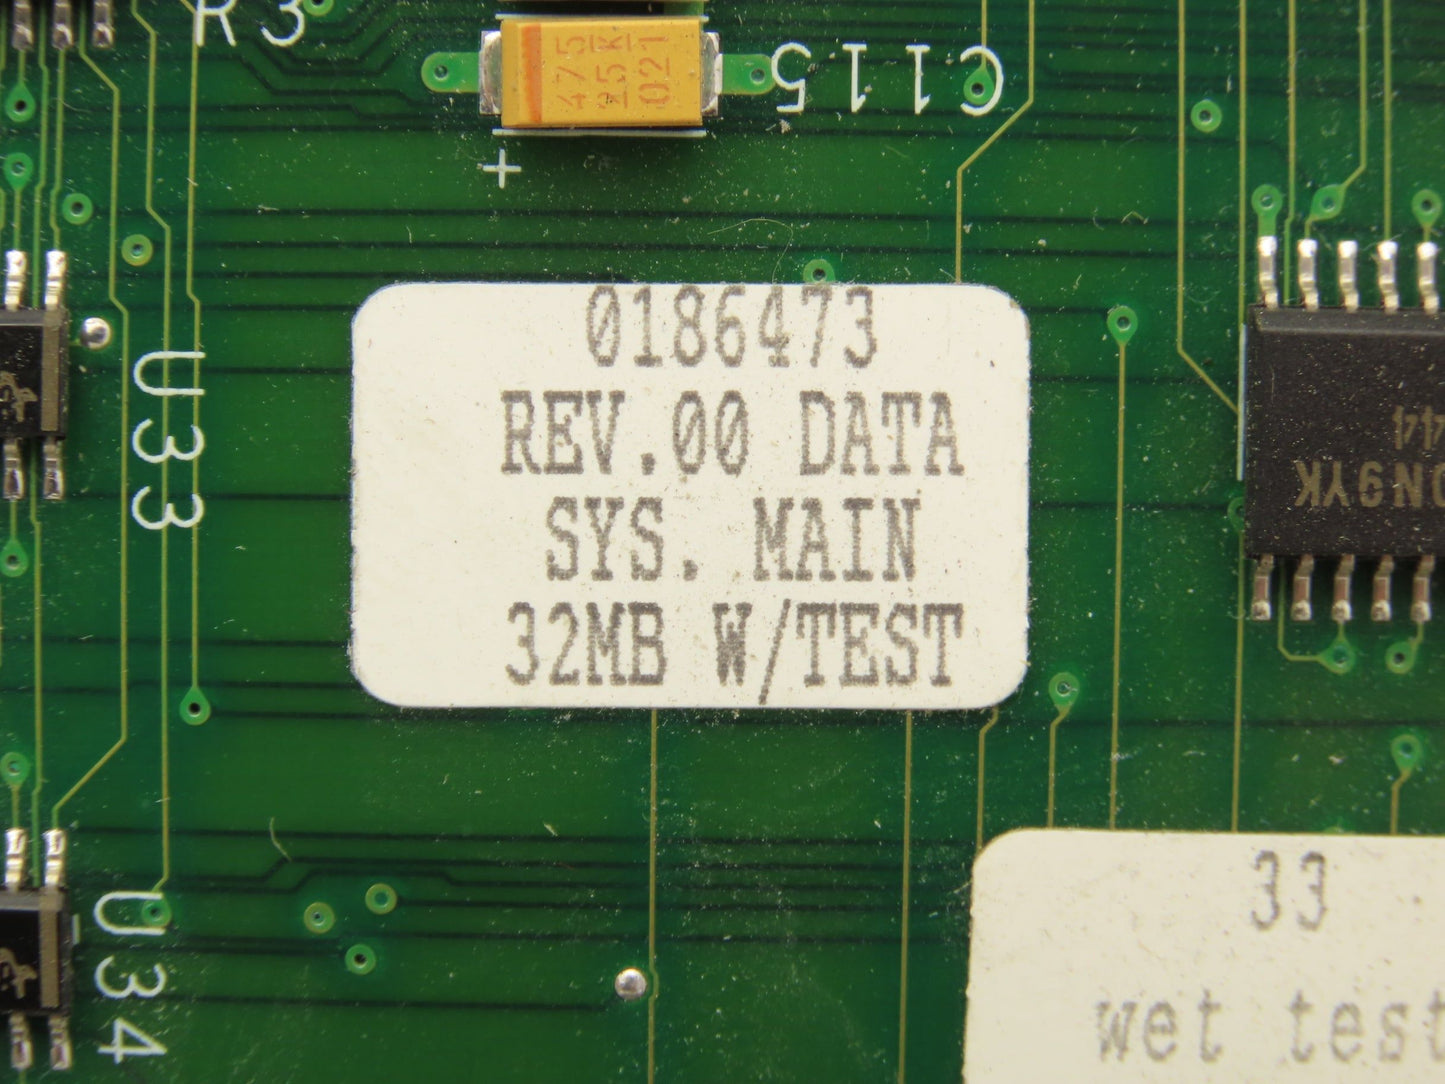 R3
475
25K
021
C115
U33
0186473
REV.00 DATA
SYS. MAIN
32MB W/TEST
U34
33
wet test